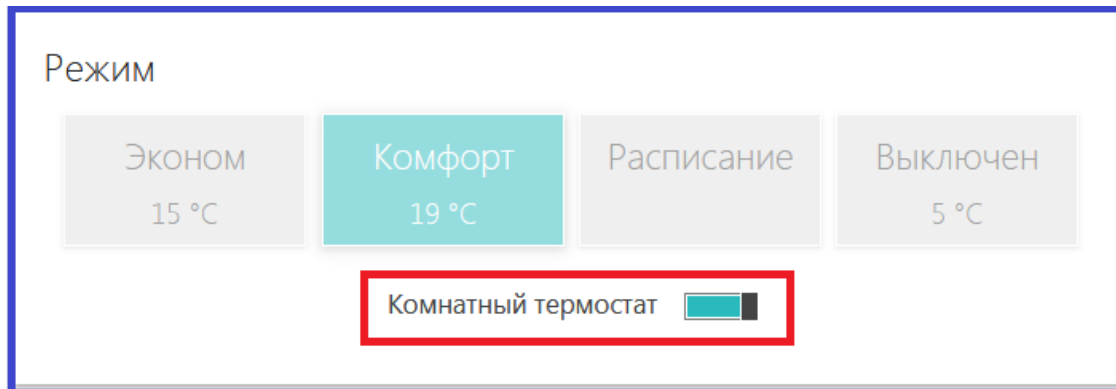 Режим
Эконом Комфорт Расписание Выключен
15 °C 19 °C 5 °C
Комнатный термостат